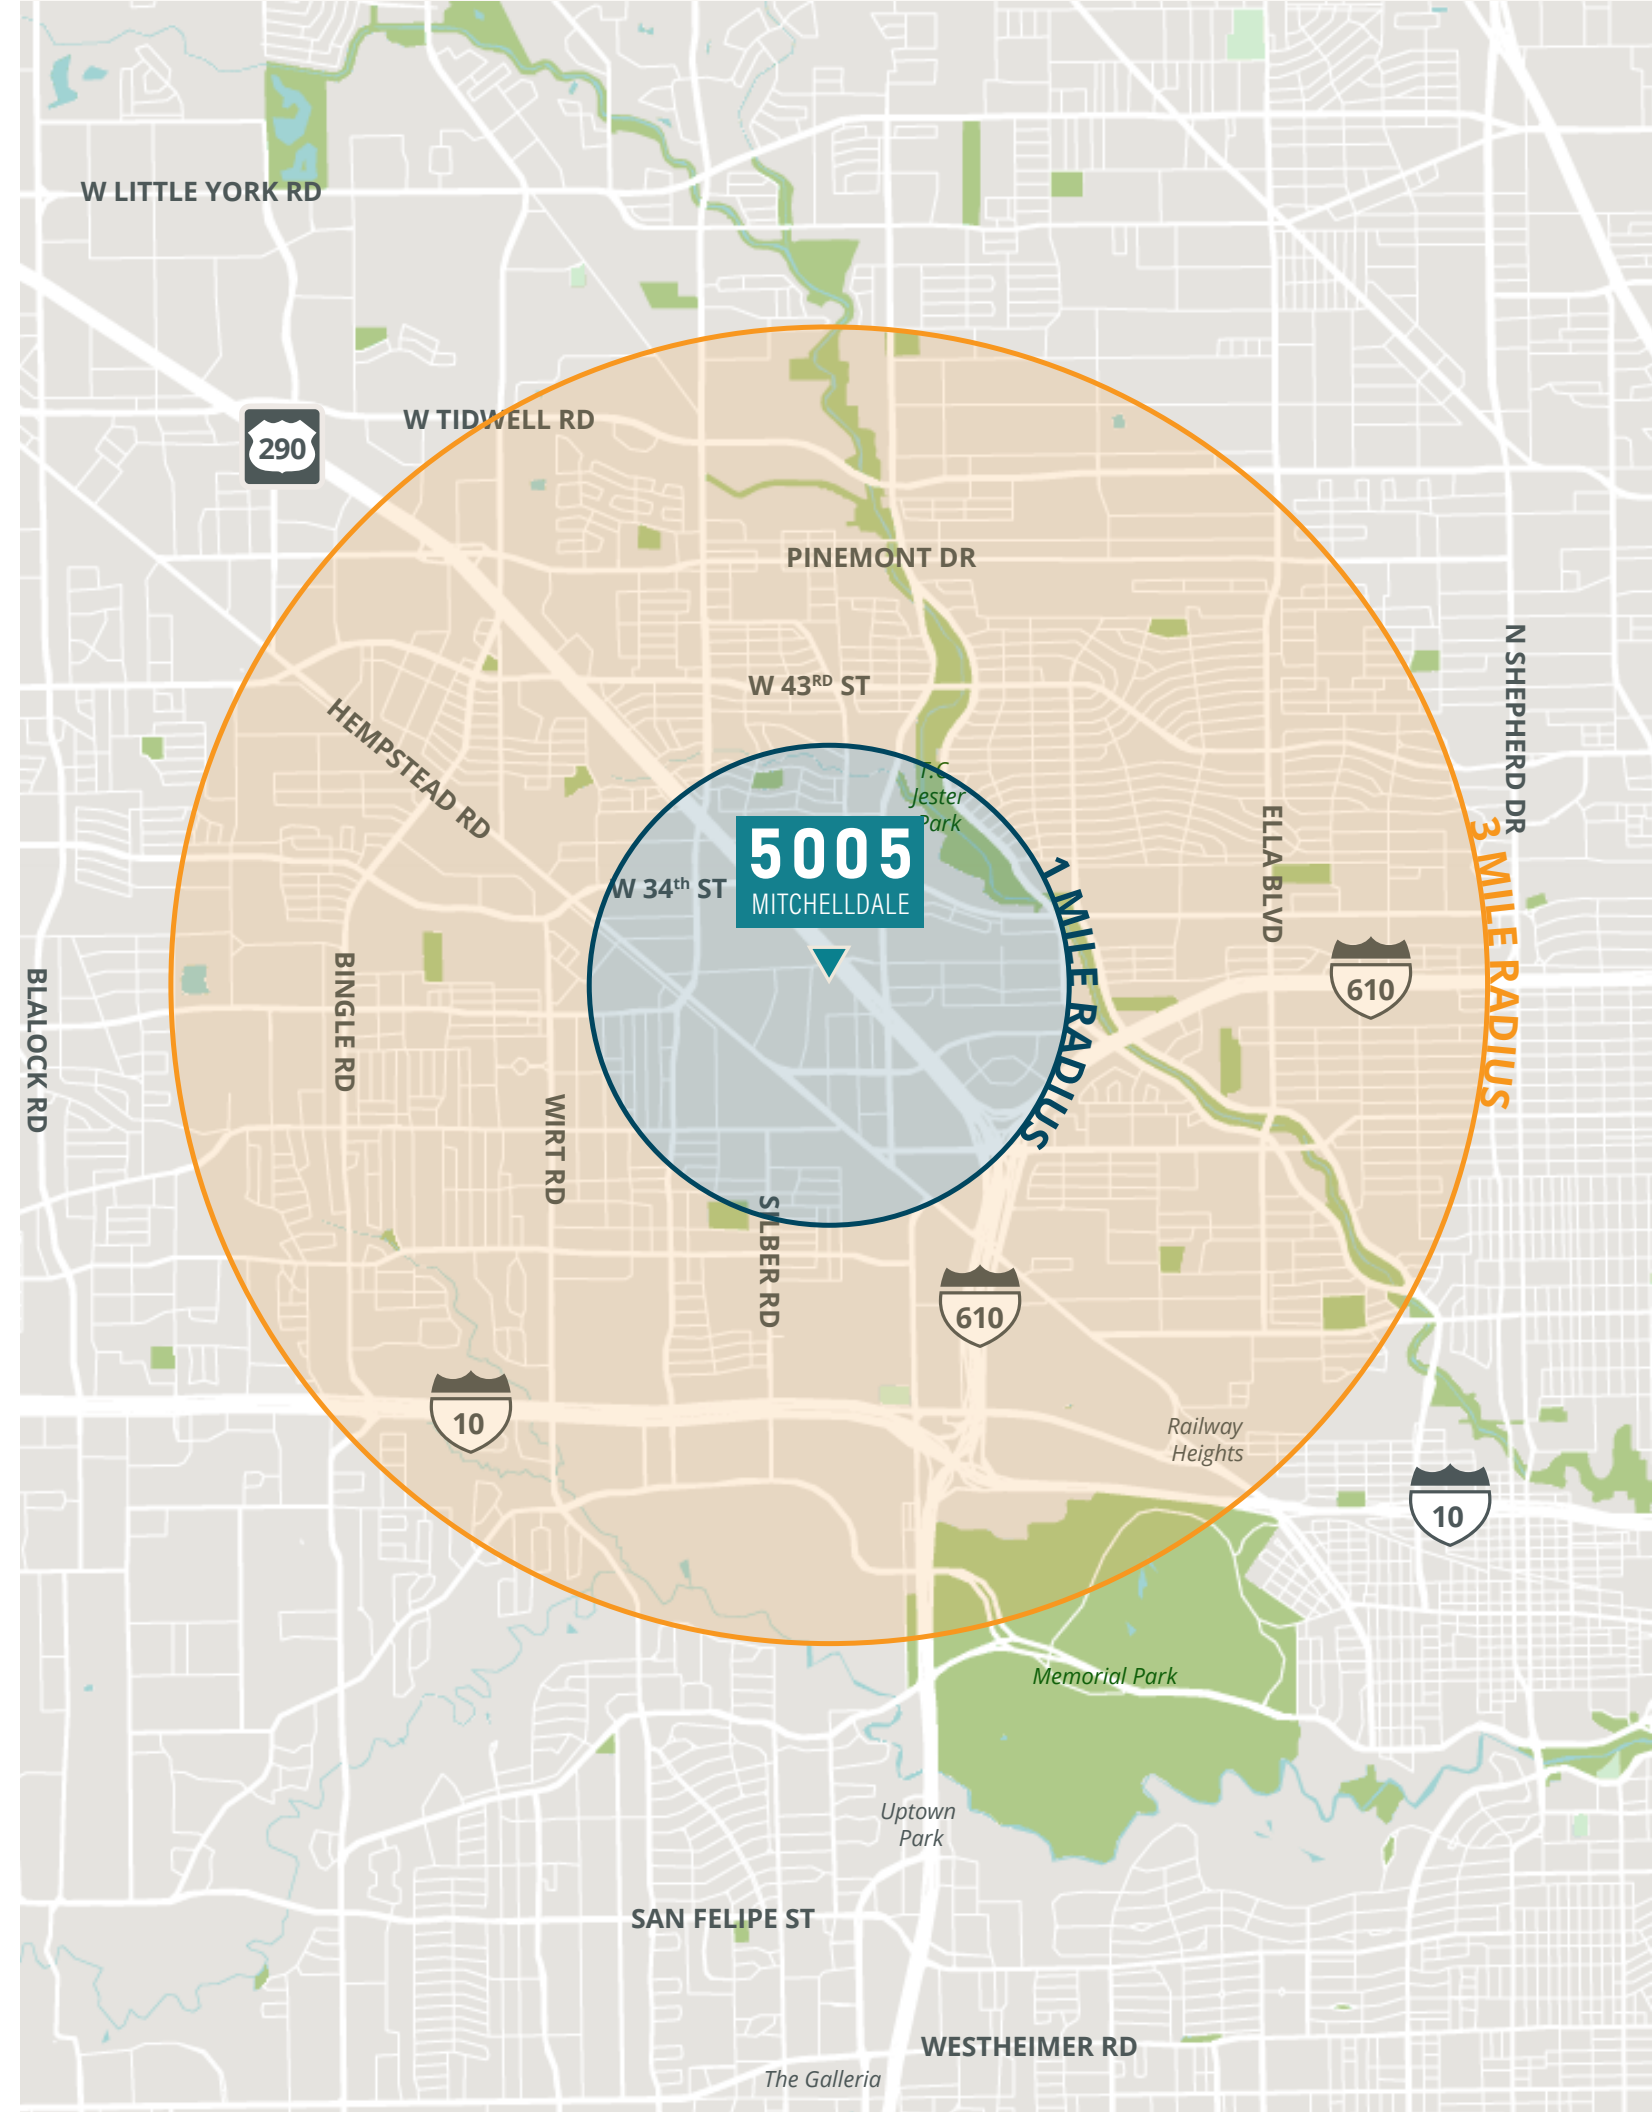 W LITTLE YORK RD
W TIDWELL RD
290
PINEMONT DR
N SHEPHERD DR
W 43RD ST
HEMPSTEAD RD
T.C
Jester
Park
5005
MITCHELLDALE
W 34th ST
ELLA BLVD
1 MILE RADIUS
3 MILE RADIUS
610
BLALOCK RD
BINGLE RD
WIRT RD
SILBER RD
610
10
Railway
Heights
10
Memorial Park
Uptown
Park
SAN FELIPE ST
WESTHEIMER RD
The Galleria